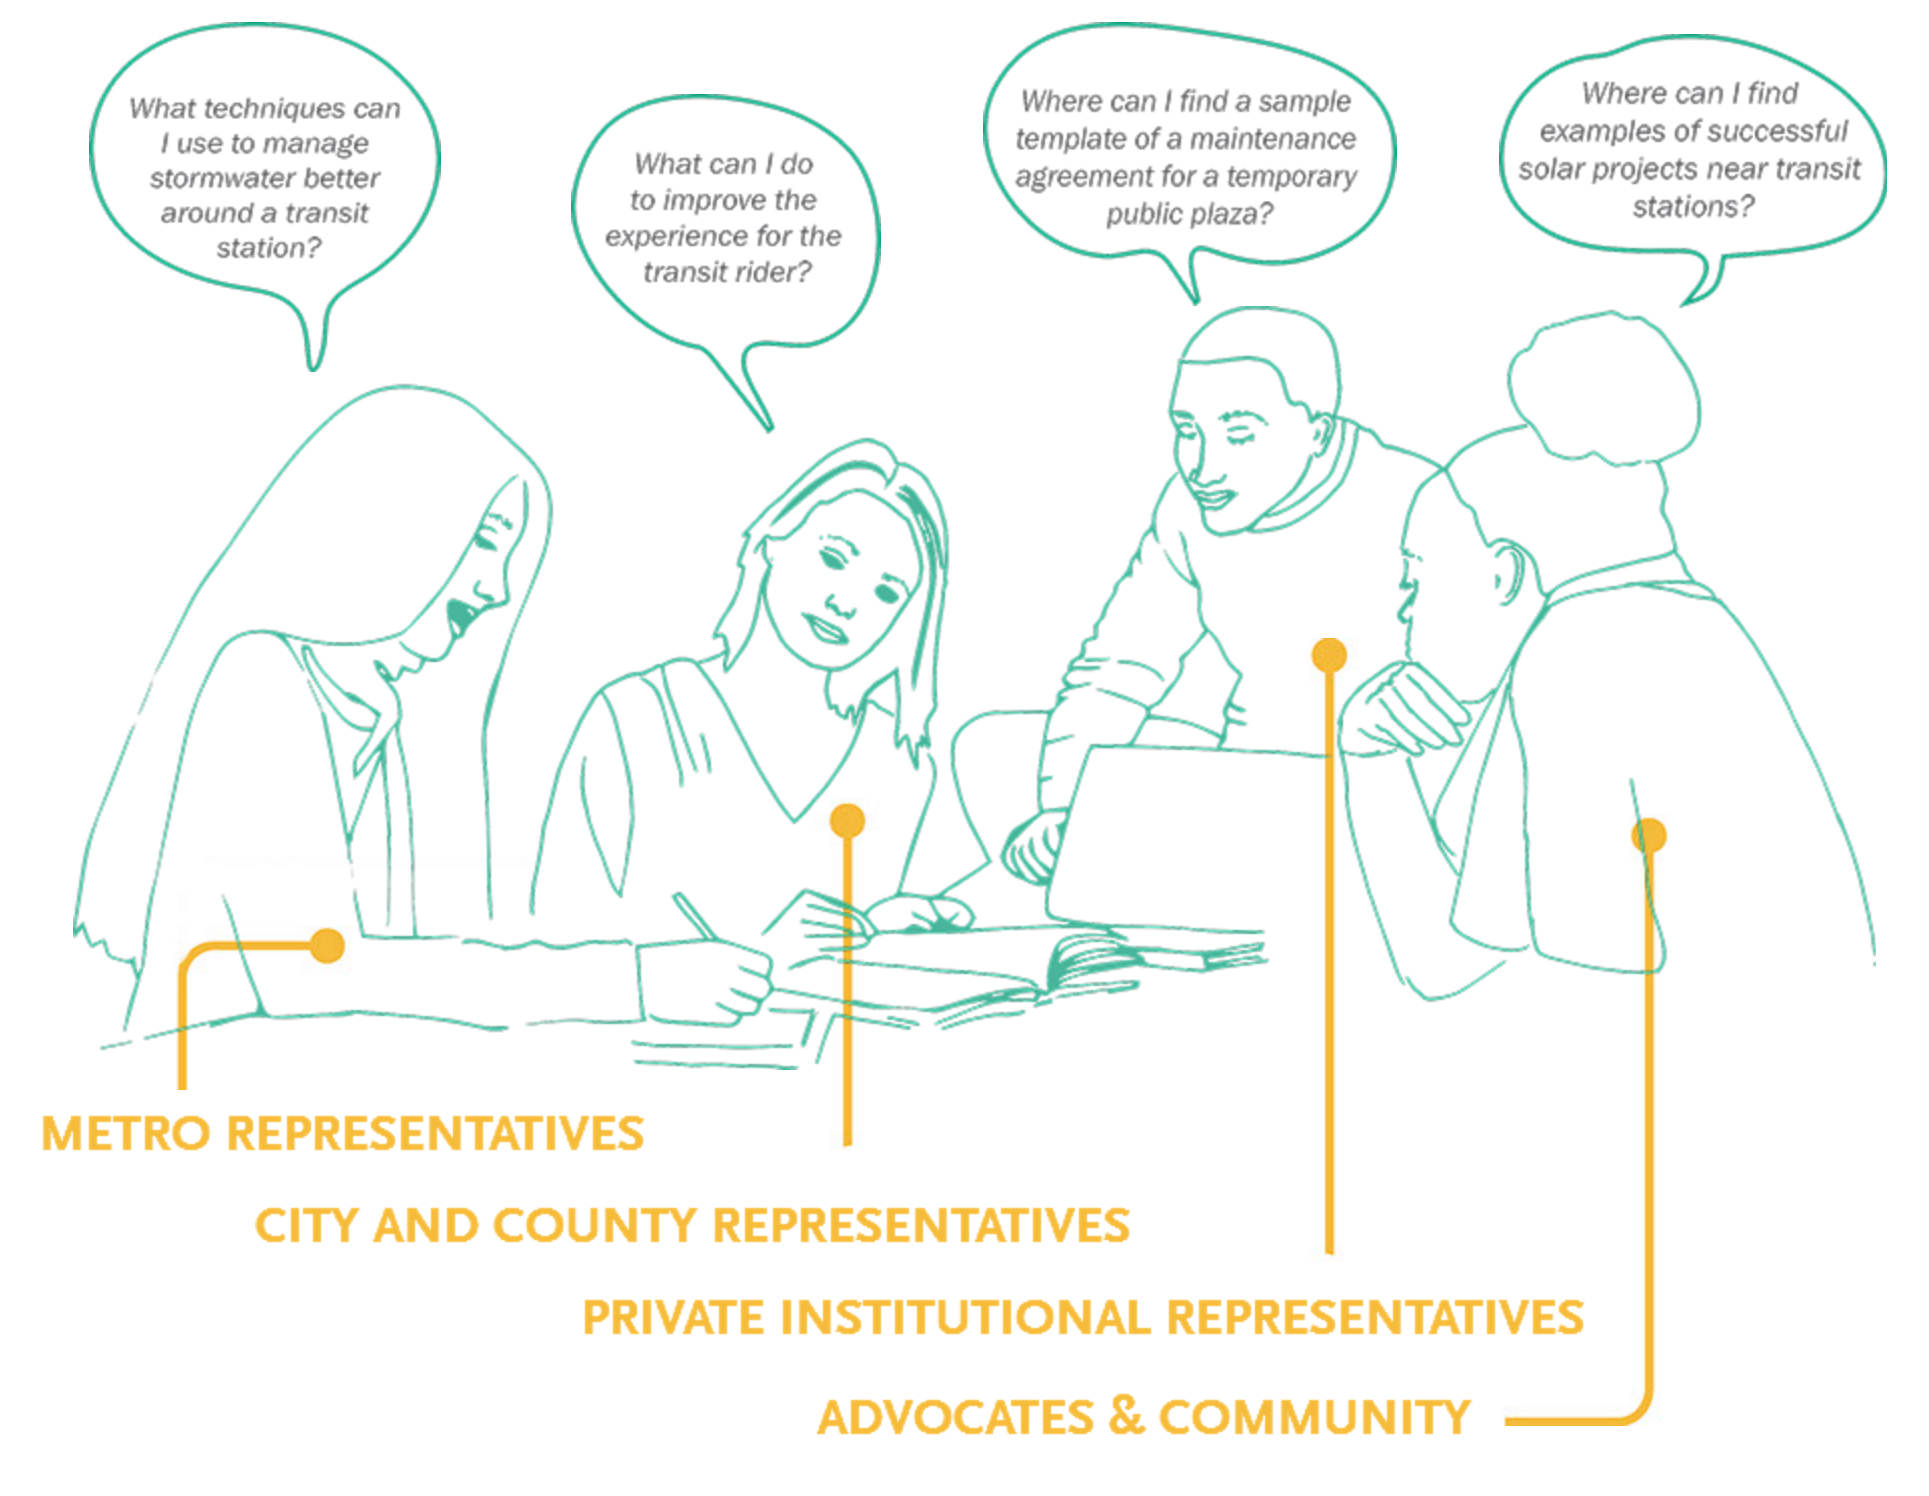 What techniques can
I use to manage
stormwater better
around a transit
station?
What can I do
to improve the
experience for the
transit rider?
Where can I find a sample
template of a maintenance
agreement for a temporary
public plaza?
Where can I find
examples of successful
solar projects near transit
stations?
METRO REPRESENTATIVES
CITY AND COUNTY REPRESENTATIVES
PRIVATE INSTITUTIONAL REPRESENTATIVES
ADVOCATES & COMMUNITY